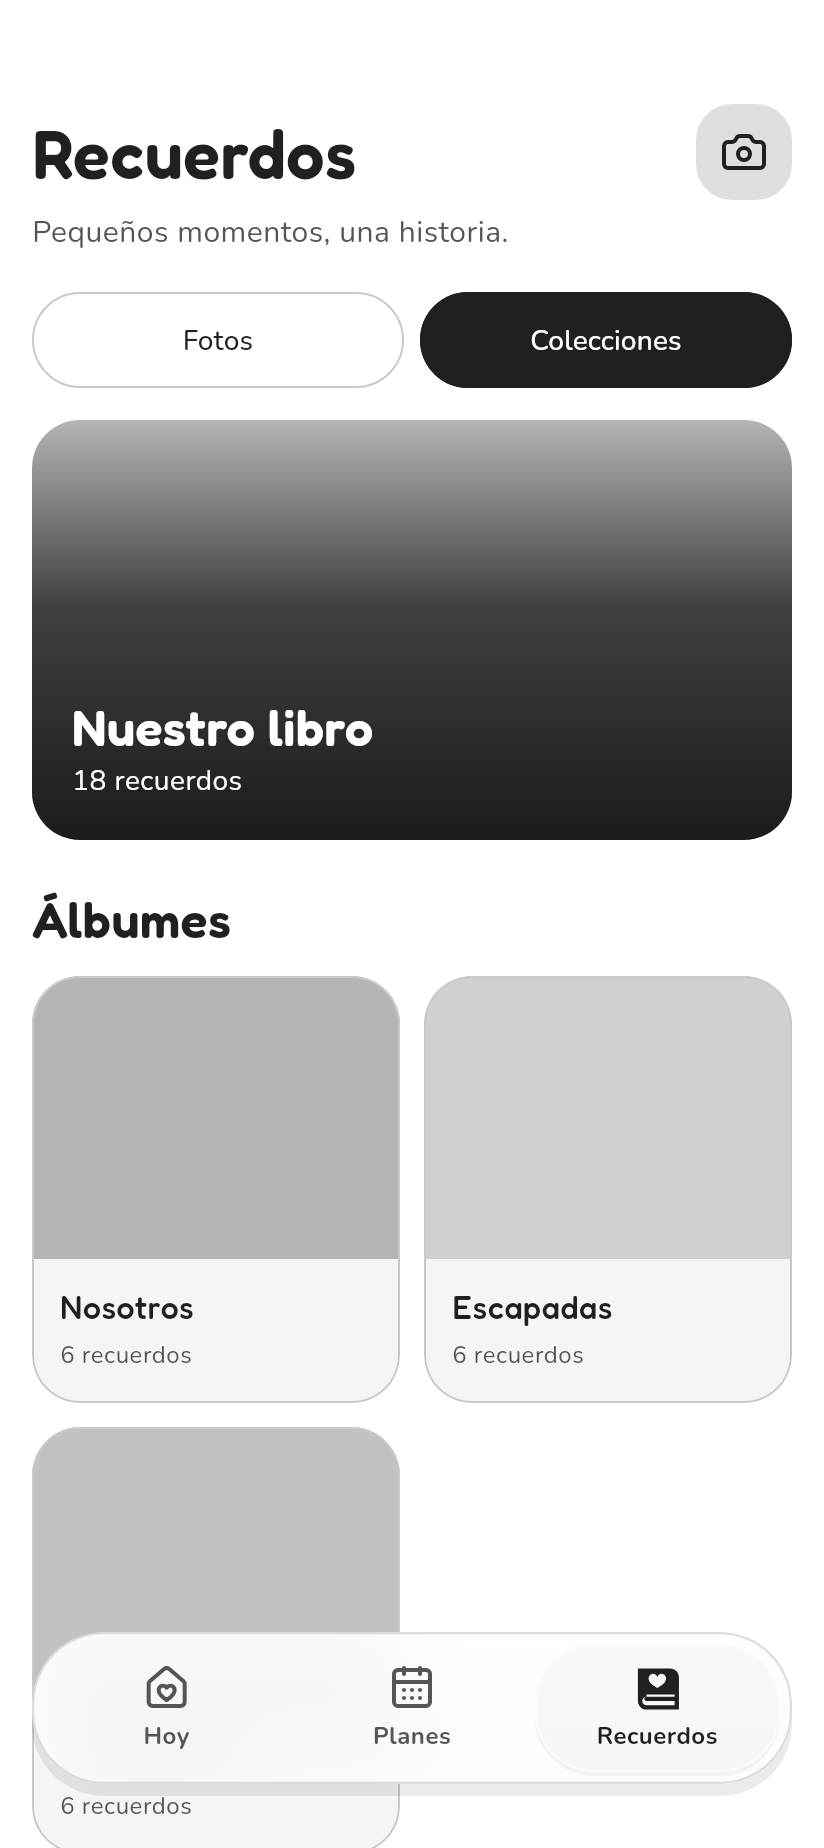 Recuerdos
Pequeños momentos, una historia.
Fotos
Colecciones
Nuestro libro
18 recuerdos
Álbumes
Nosotros
6 recuerdos
Escapadas
6 recuerdos
Hoy
Planes
Recuerdos
6 recuerdos